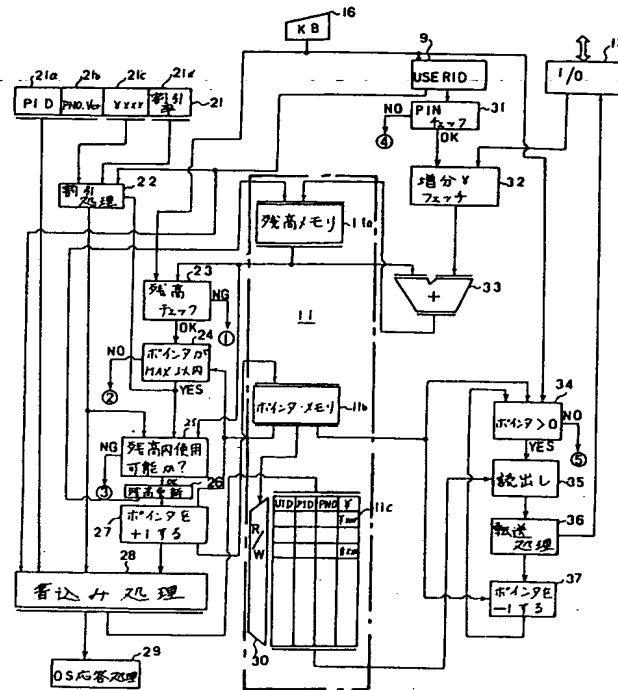 16
KB
21a
21b
21c
21d
9
PID
PNO.Ver
割引率
21
USERID
I/O
NO
PIN
チェック
31
④
OK
割引処理
22
増分¥
フェッチ
32
残高メモリ
11a
23
残高
チェック
NG
①
+
33
11
OK
24
NO
ポインタが
MAX以内
②
YES
ポインタ・メモリ
11b
34
ポインタ>0
NO
⑤
YES
25
NG
残高内使用
可能か?
③
OK
26
残高更新
読出し
35
27
ポインタを
+1する
R/W
UID
PID
PNO
¥
11c
転送
処理
36
28
書込み処理
30
ポインタを
-1する
37
29
OS応答処理